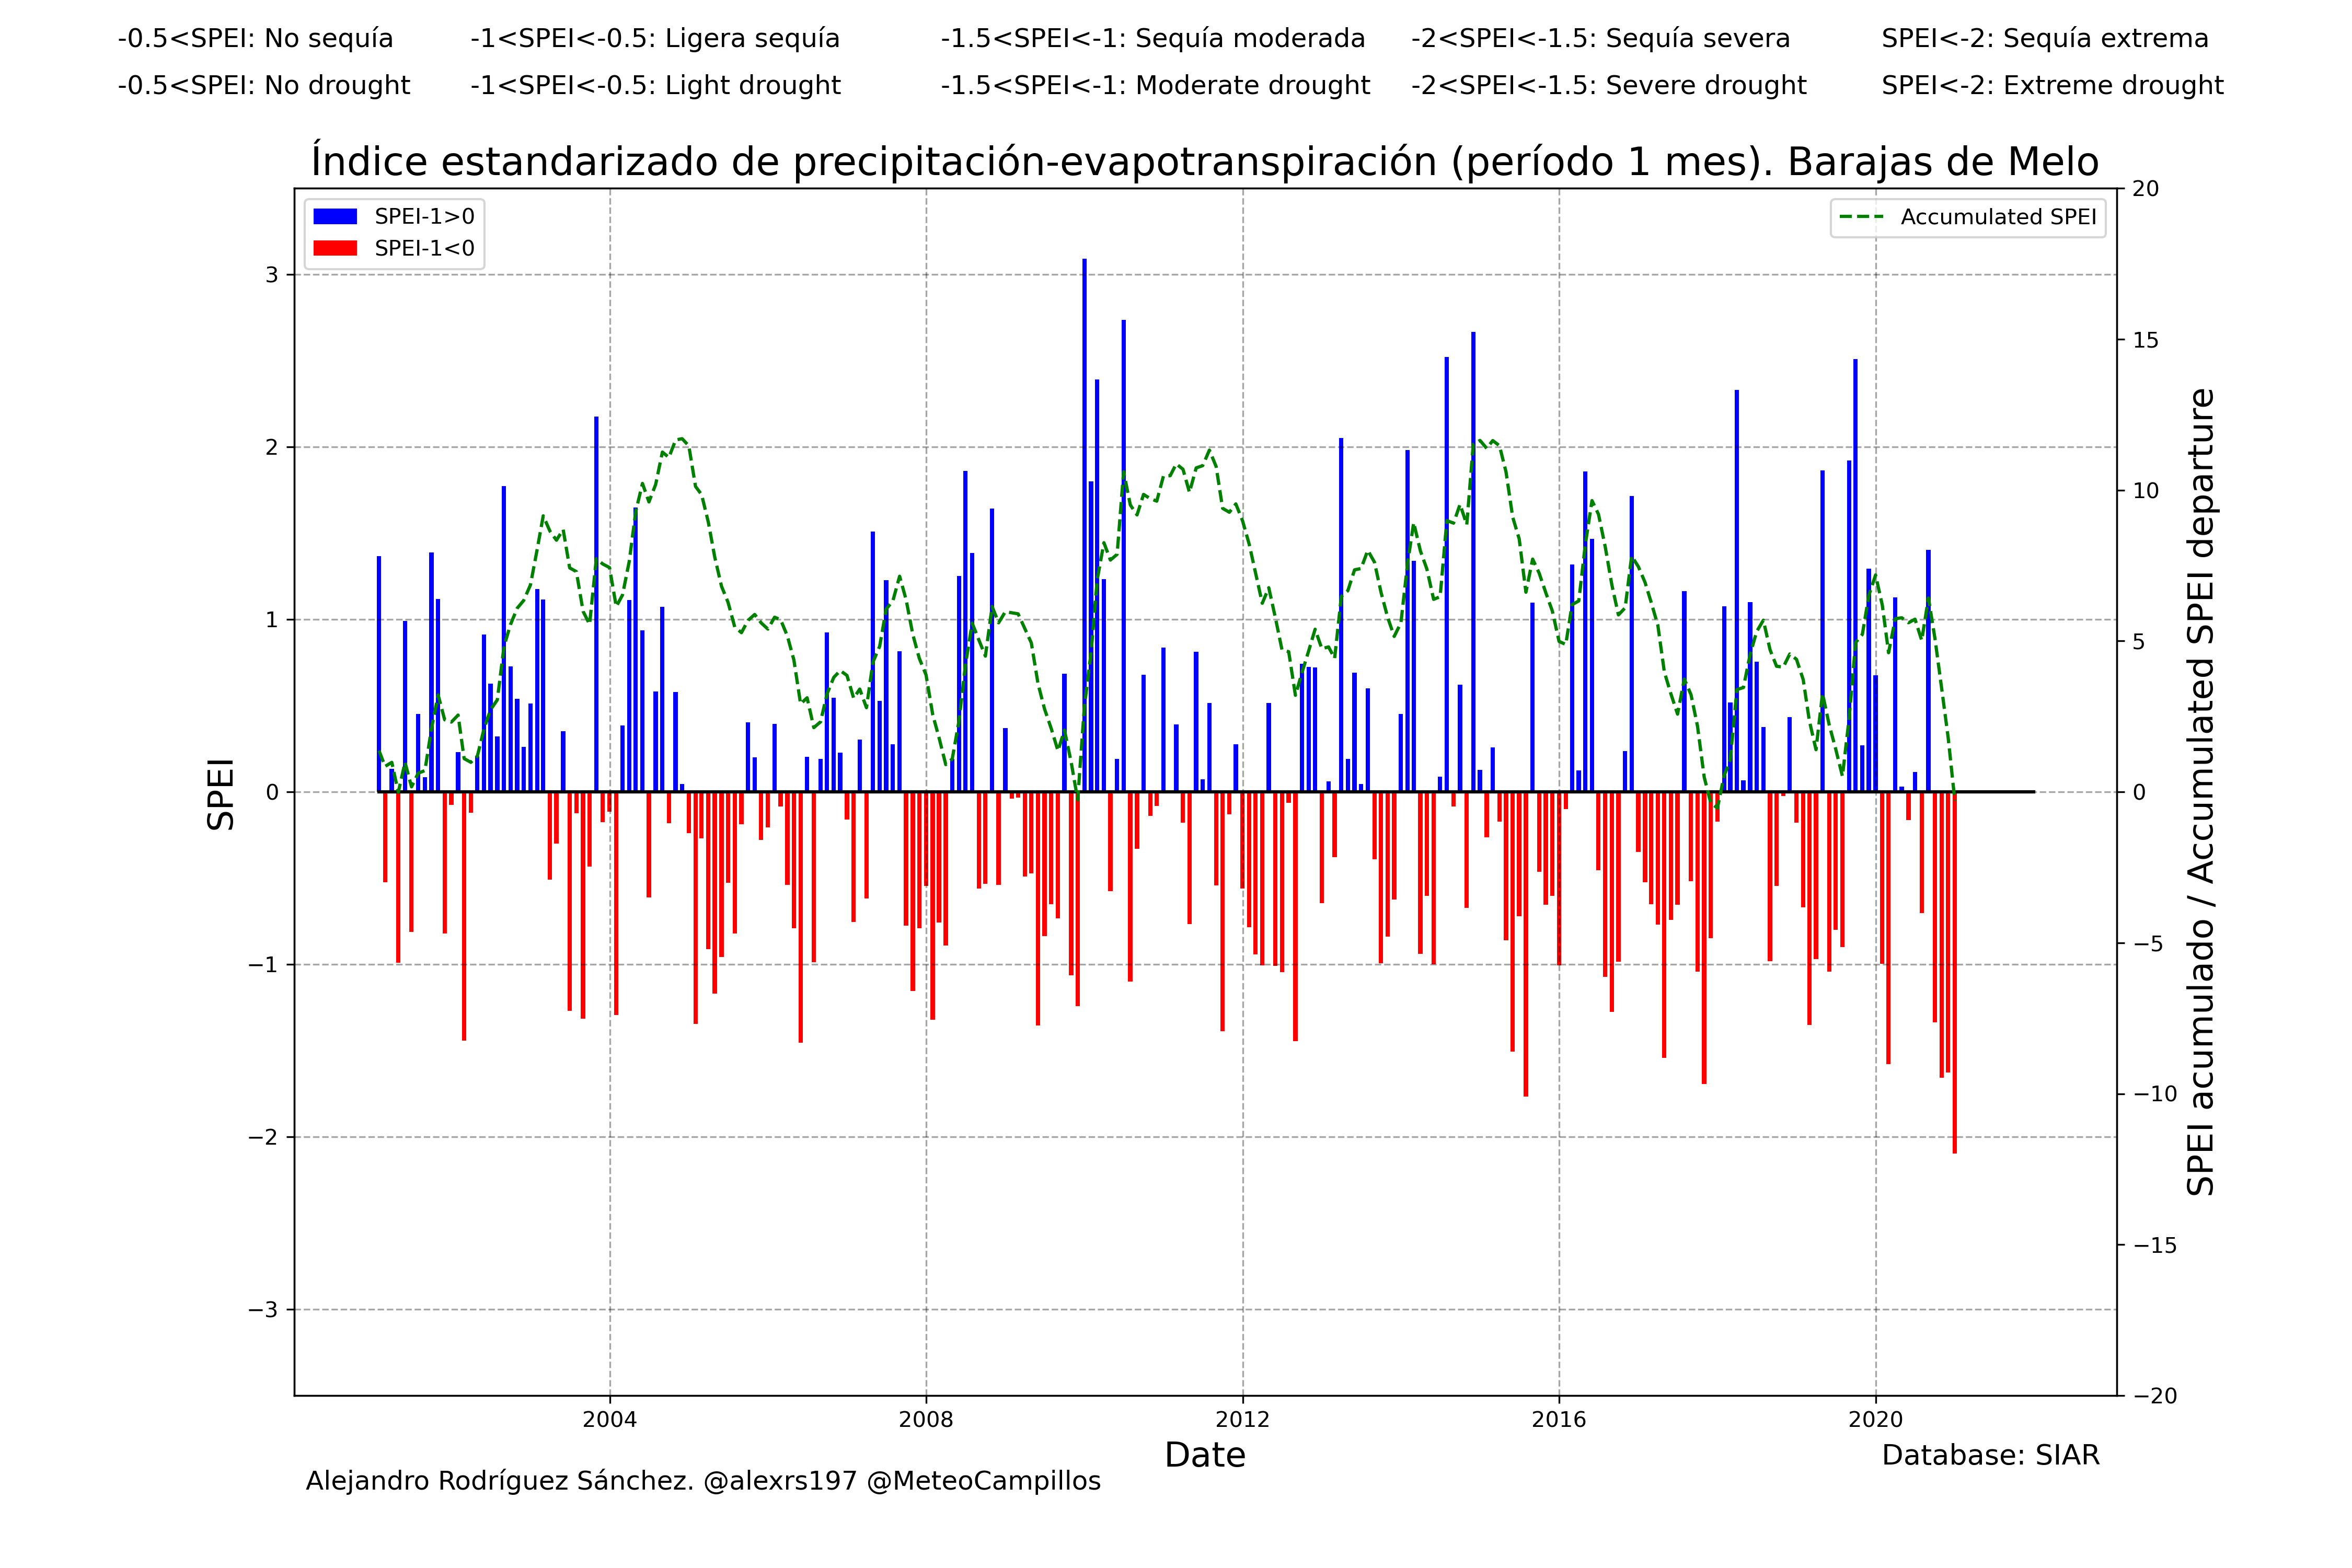 -0.5<SPEI: No sequía -1<SPEI<-0.5: Ligera sequía -1.5<SPEI<-1: Sequía moderada -2<SPEI<-1.5: Sequía severa SPEI<-2: Sequía extrema
-0.5<SPEI: No drought -1<SPEI<-0.5: Light drought -1.5<SPEI<-1: Moderate drought -2<SPEI<-1.5: Severe drought SPEI<-2: Extreme drought
Índice estandarizado de precipitación-evapotranspiración (período 1 mes). Barajas de Melo
SPEI-1>0
SPEI-1<0
Accumulated SPEI
SPEI
3
2
1
0
−1
−2
−3
20
15
10
5
0
−5
−10
−15
−20
SPEI acumulado / Accumulated SPEI departure
2004 2008 2012 2016 2020
Date
Database: SIAR
Alejandro Rodríguez Sánchez. @alexrs197 @MeteoCampillos